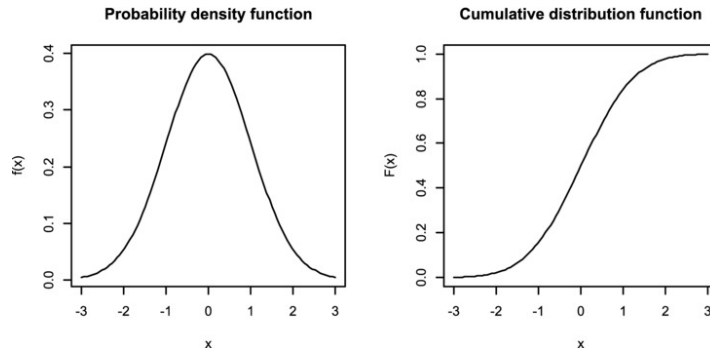 Probability density function
f(x)
0.4
0.3
0.2
0.1
0.0
-3 -2 -1 0 1 2 3
x
Cumulative distribution function
F(x)
1.0
0.8
0.6
0.4
0.2
0.0
-3 -2 -1 0 1 2 3
x